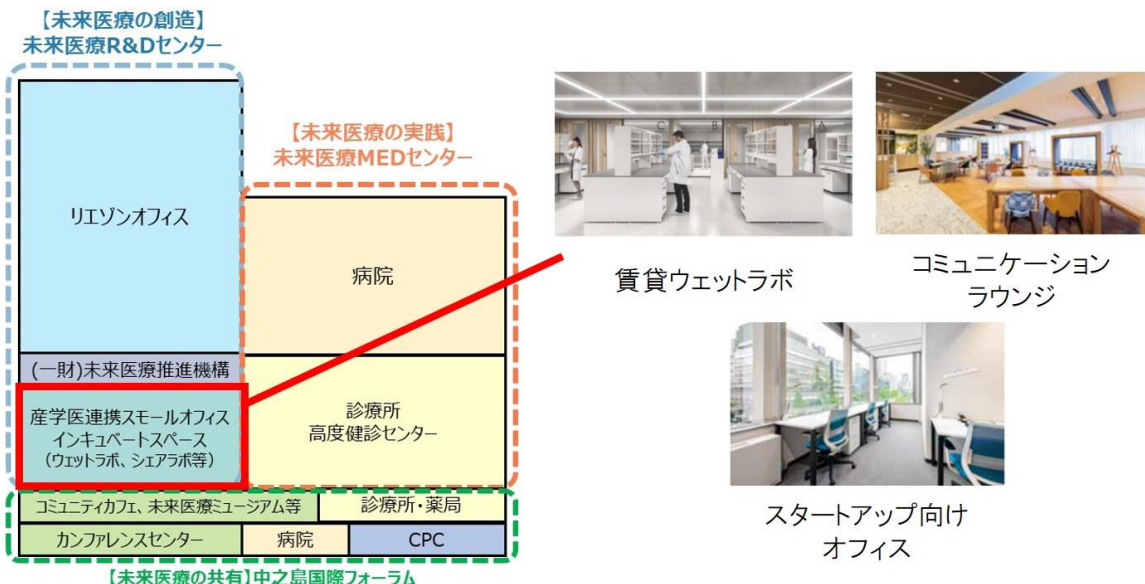 【未来医療の創造】
未来医療R&Dセンター
【未来医療の実践】
未来医療MEDセンター
リエゾンオフィス
病院
(一財)未来医療推進機構
産学医連携スモールオフィス
インキュベートスペース
(ウェットラボ、シェアラボ等)
診療所
高度健診センター
コミュニティカフェ、未来医療ミュージアム等
診療所・薬局
カンファレンスセンター
病院
CPC
【未来医療の共有】中之島国際フォーラム
C
B
A
賃貸ウェットラボ
コミュニケーション
ラウンジ
スタートアップ向け
オフィス